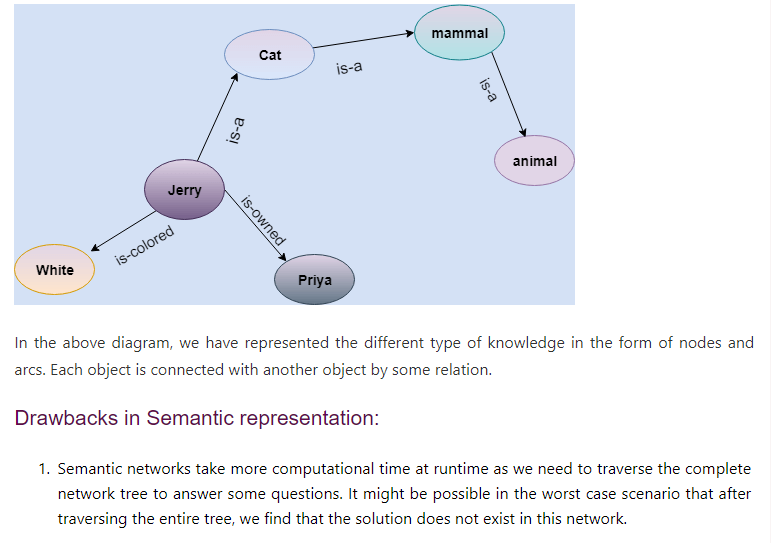 mammal
Cat
is-a
is-a
is-a
animal
Jerry
is-owned
is-colored
White
Priya
In the above diagram, we have represented the different type of knowledge in the form of nodes and
arcs. Each object is connected with another object by some relation.
Drawbacks in Semantic representation:
1. Semantic networks take more computational time at runtime as we need to traverse the complete
network tree to answer some questions. It might be possible in the worst case scenario that after
traversing the entire tree, we find that the solution does not exist in this network.